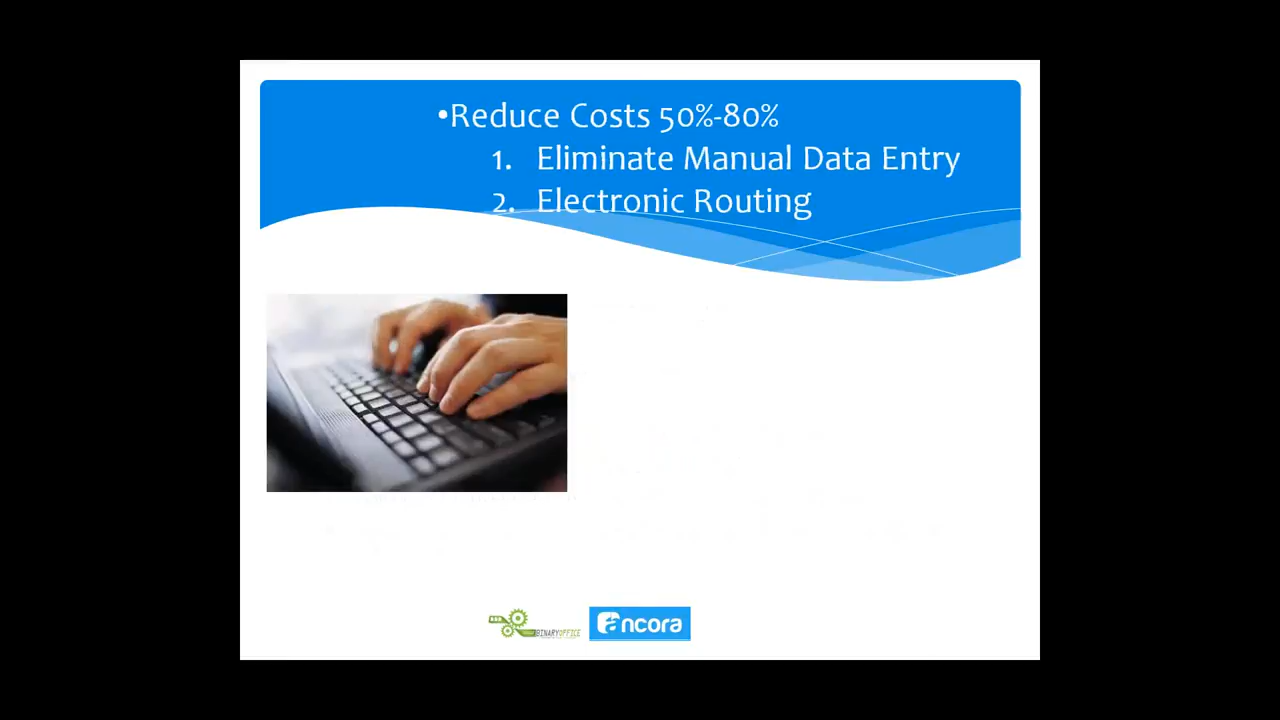 •Reduce Costs 50%-80%
1. Eliminate Manual Data Entry
2. Electronic Routing
BINARYOFFICE
ancora